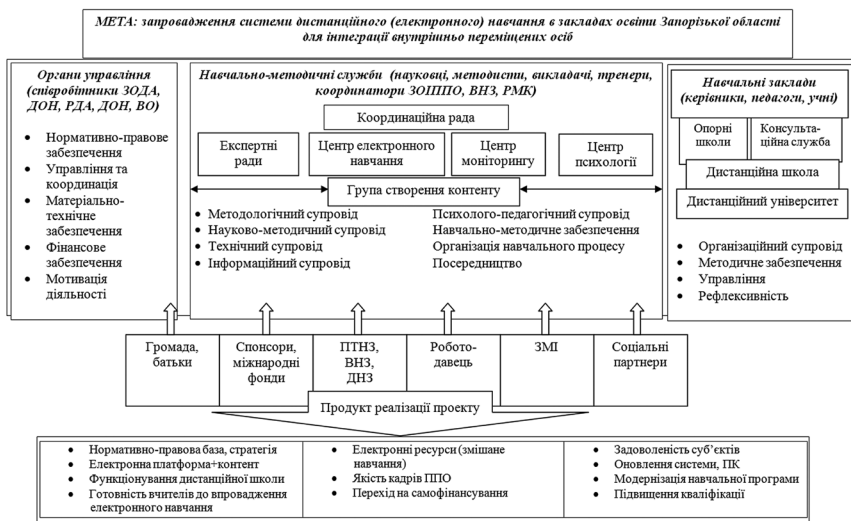 МЕТА: запровадження системи дистанційного (електронного) навчання в закладах освіти Запорізької області
для інтеграції внутрішньо переміщених осіб
Органи управління
(співробітники ЗОДА,
ДОН, РДА, ДОН, ВО)
• Нормативно-правове
забезпечення
• Управління та
координація
• Матеріально-
технічне
забезпечення
• Фінансове
забезпечення
• Мотивація
діяльності
Навчально-методичні служби (науковці, методисти, викладачі, тренери,
координатори ЗОІППО, ВНЗ, РМК)
Координаційна рада
Експертні
ради
Центр електронного
навчання
Центр
моніторингу
Центр
психології
Група створення контенту
• Методологічний супровід
• Науково-методичний супровід
• Технічний супровід
• Інформаційний супровід
Психолого-педагогічний супровід
Навчально-методичне забезпечення
Організація навчального процесу
Посередництво
Навчальні заклади
(керівники, педагоги, учні)
Опорні
школи
Консульта-
ційна служба
Дистанційна школа
Дистанційний університет
• Організаційний супровід
• Методичне забезпечення
• Управління
• Рефлексивність
Громада,
батьки
Спонсори,
міжнародні
фонди
ПТНЗ,
ВНЗ,
ДНЗ
Робото-
давець
ЗМІ
Соціальні
партнери
Продукт реалізації проекту
• Нормативно-правова база, стратегія
• Електронна платформа+контент
• Функціонування дистанційної школи
• Готовність вчителів до впровадження
електронного навчання
• Електронні ресурси (змішане
навчання)
• Якість кадрів ППО
• Перехід на самофінансування
• Задоволеність суб’єктів
• Оновлення системи, ПК
• Модернізація навчальної програми
• Підвищення кваліфікації